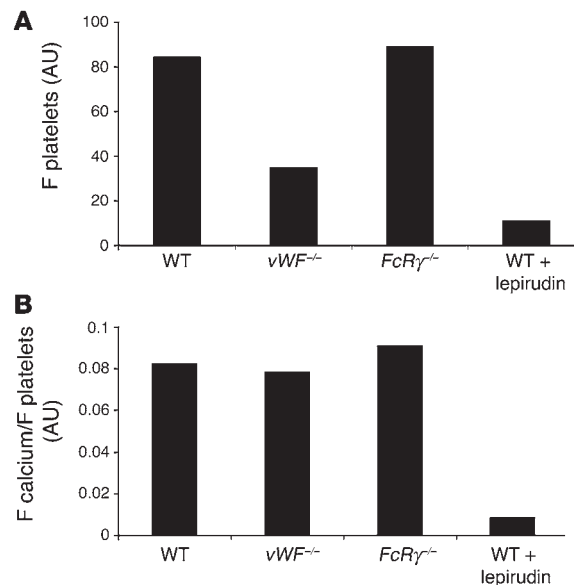 A
F platelets (AU)
100
80
60
40
20
0
WT
vWF–/–
FcRγ–/–
WT +
lepirudin
B
F calcium/F platelets
(AU)
0.1
0.08
0.06
0.04
0.02
0
WT
vWF–/–
FcRγ–/–
WT +
lepirudin